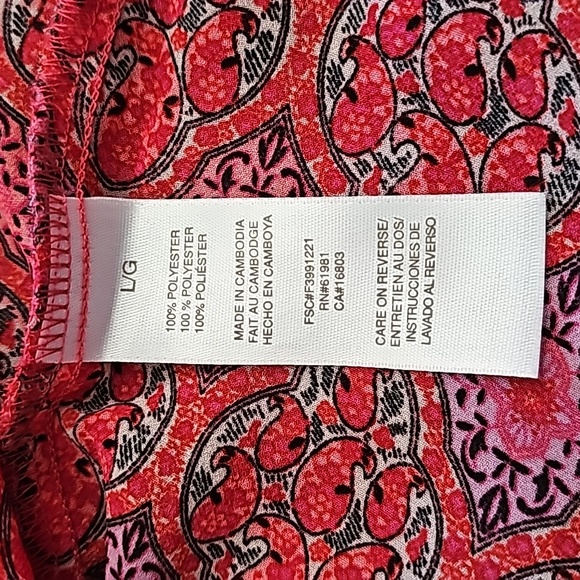 L/G
100% POLYESTER
100 % POLYESTER
100% POLIÉSTER
MADE IN CAMBODIA
FAIT AU CAMBODGE
HECHO EN CAMBOYA
FSC#F3991221
RN#61981
CA#16803
CARE ON REVERSE/
ENTRETIEN AU DOS/
INSTRUCCIONES DE
LAVADO AL REVERSO